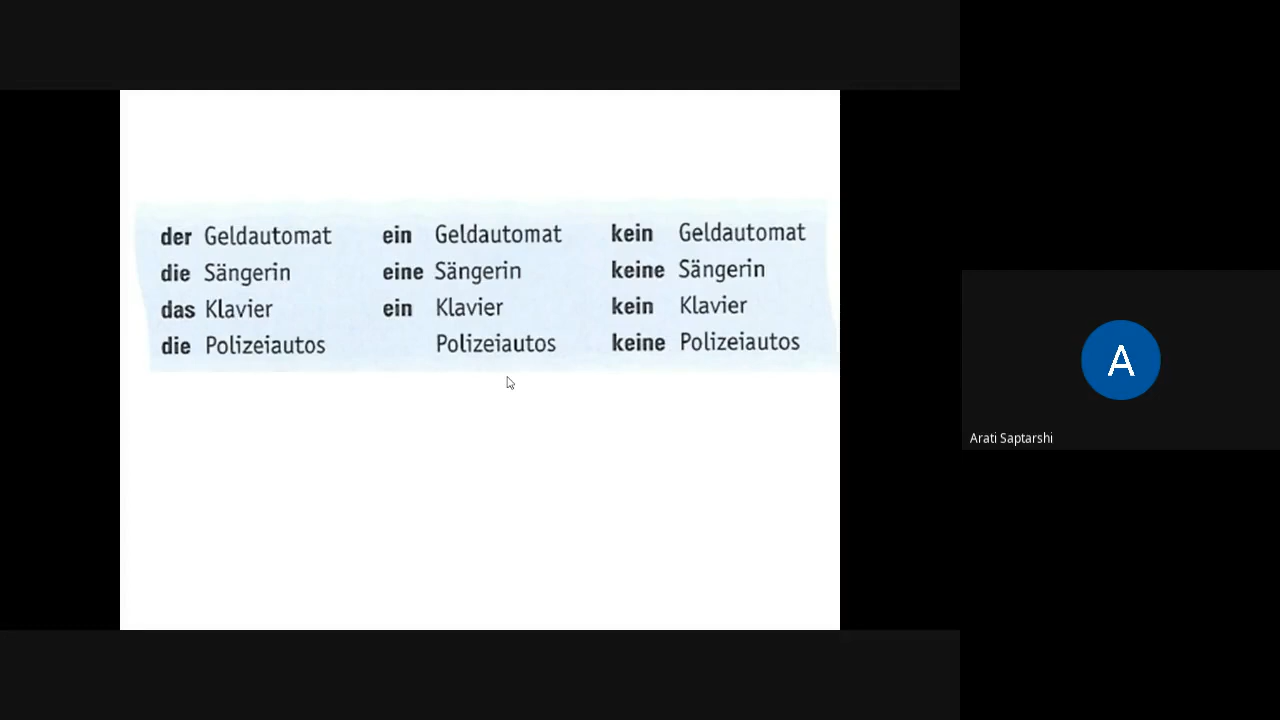 der Geldautomat ein Geldautomat kein Geldautomat
die Sängerin eine Sängerin keine Sängerin
das Klavier ein Klavier kein Klavier
die Polizeiautos Polizeiautos keine Polizeiautos
A
Arati Saptarshi